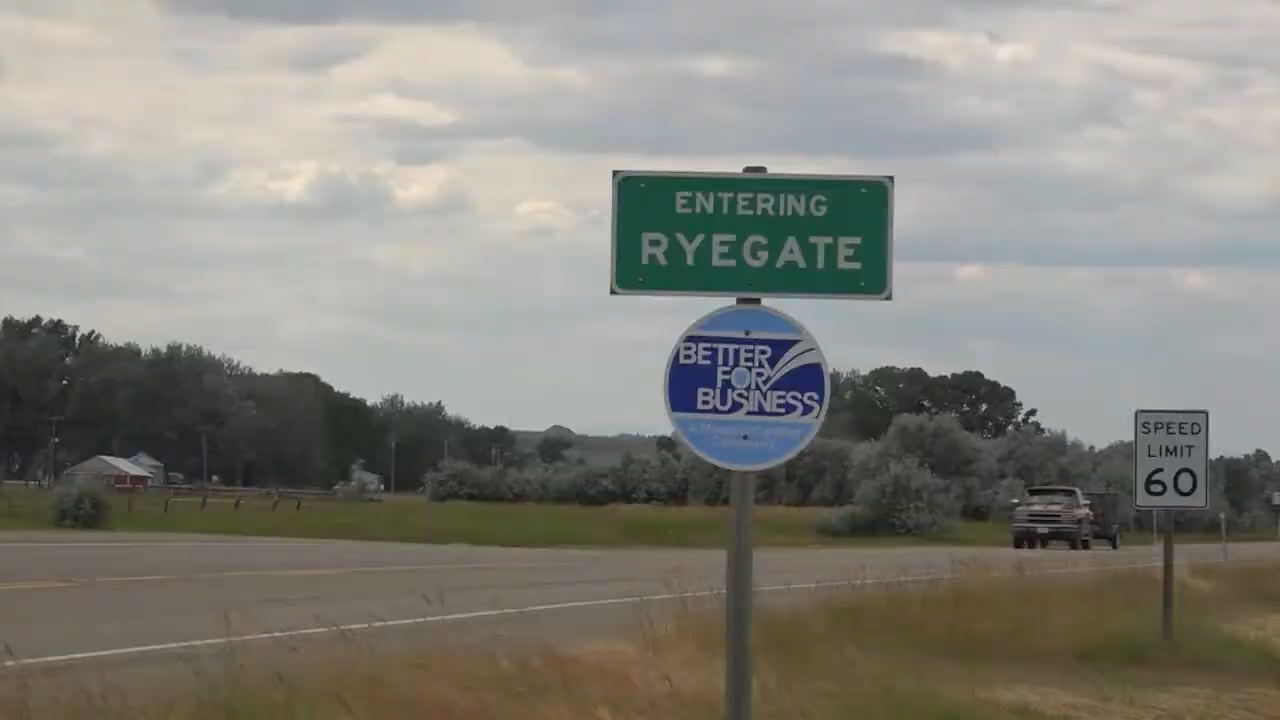 ENTERING
RYEGATE
BETTER
FOR
BUSINESS
SPEED
LIMIT
60